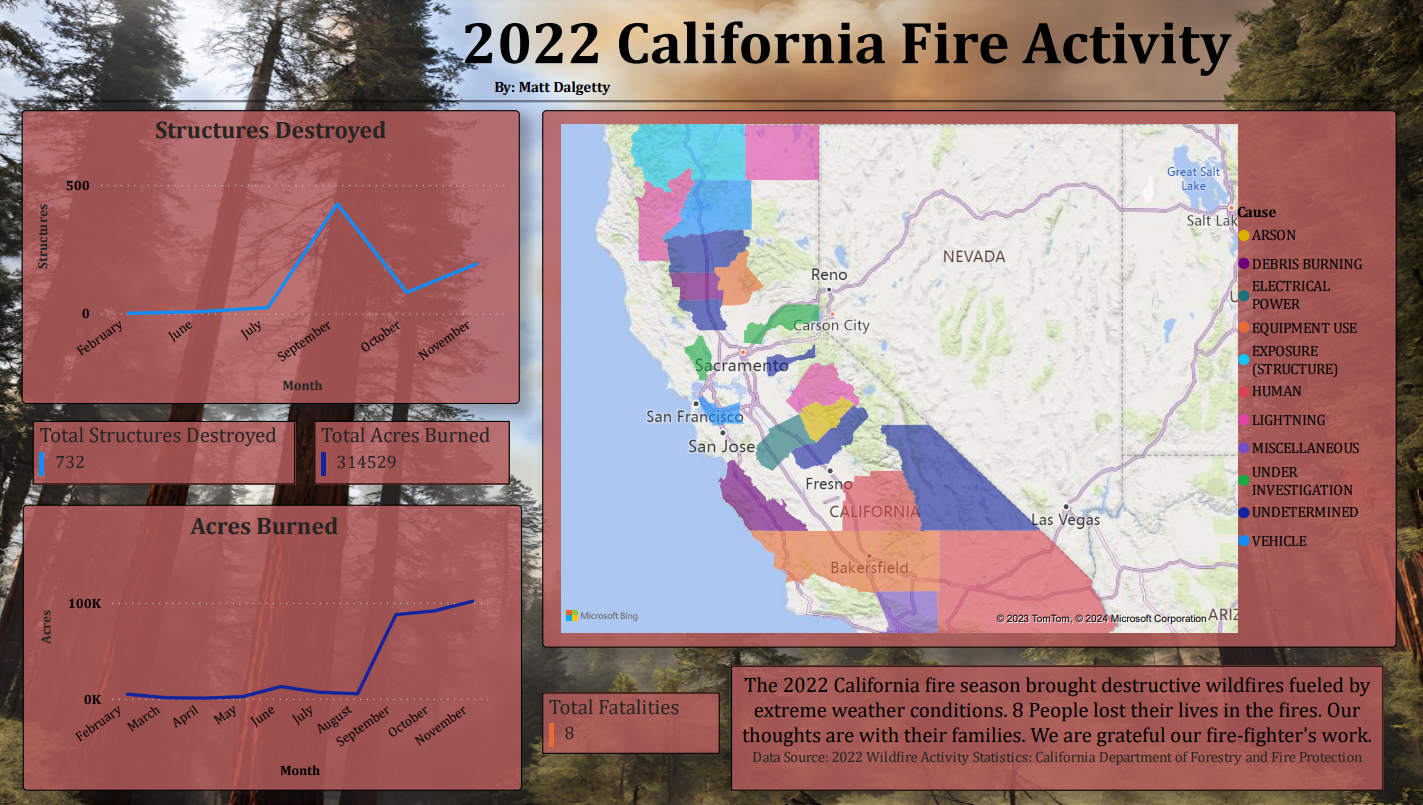 2022 California Fire Activity
By: Matt Dalgetty
Structures Destroyed
500
0
Structures
February
June
July
September
October
November
Month
Total Structures Destroyed
732
Total Acres Burned
314529
Acres Burned
100K
0K
Acres
February
March
April
May
June
July
August
September
October
November
Month
Great Salt
Lake
Salt Lak
NEVADA
Reno
Carson City
Sacramento
San Francisco
San Jose
Fresno
CALIFORNIA
Las Vegas
Bakersfield
U
ARIZ
Microsoft Bing
© 2023 TomTom, © 2024 Microsoft Corporation
Cause
ARSON
DEBRIS BURNING
ELECTRICAL
POWER
EQUIPMENT USE
EXPOSURE
(STRUCTURE)
HUMAN
LIGHTNING
MISCELLANEOUS
UNDER
INVESTIGATION
UNDETERMINED
VEHICLE
Total Fatalities
8
The 2022 California fire season brought destructive wildfires fueled by
extreme weather conditions. 8 People lost their lives in the fires. Our
thoughts are with their families. We are grateful our fire-fighter's work.
Data Source: 2022 Wildfire Activity Statistics: California Department of Forestry and Fire Protection